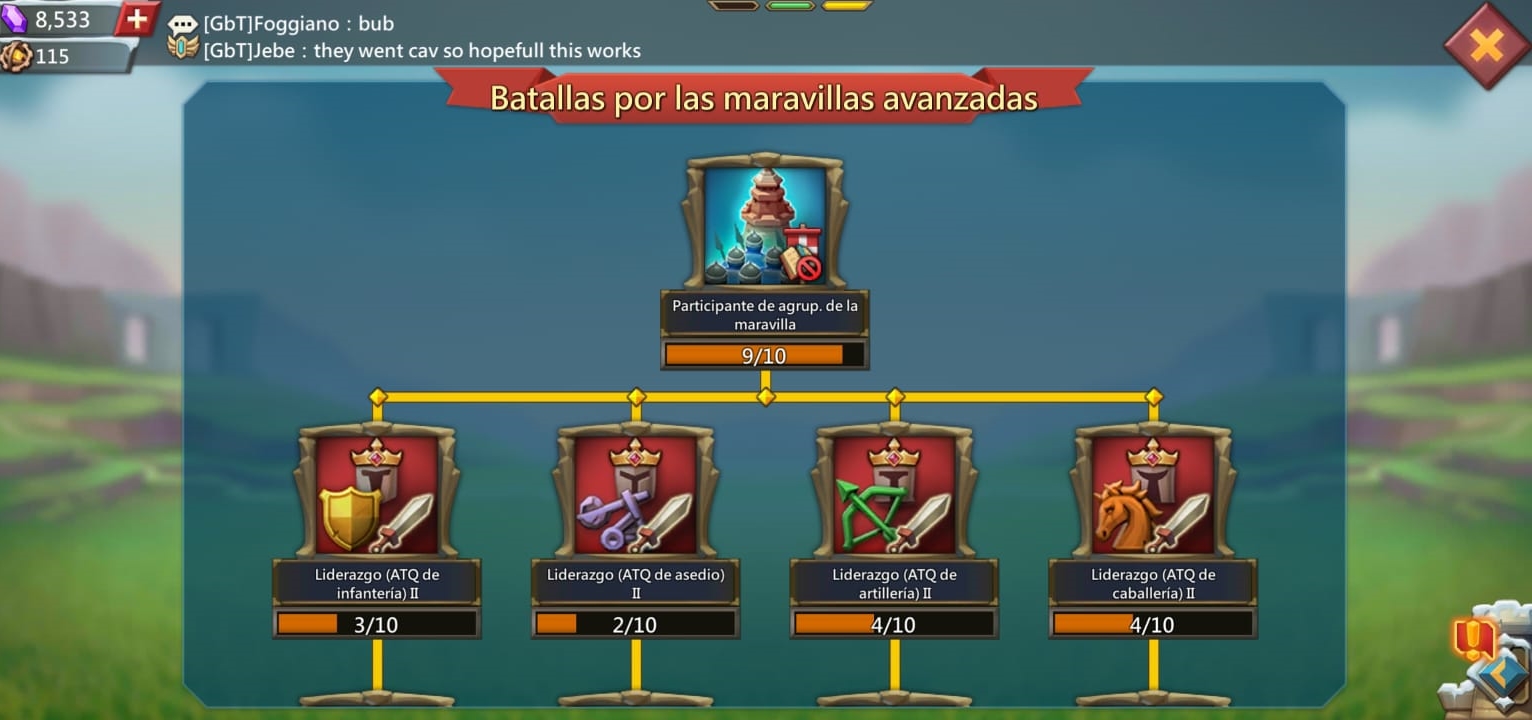 8,533
[GbT]Foggiano : bub
115
[GbT]Jebe : they went cav so hopefull this works
Batallas por las maravillas avanzadas
Participante de agrup. de la
maravilla
9/10
Liderazgo (ATQ de
infantería) II
3/10
Liderazgo (ATQ de asedio)
II
2/10
Liderazgo (ATQ de
artillería) II
4/10
Liderazgo (ATQ de
caballería) II
4/10